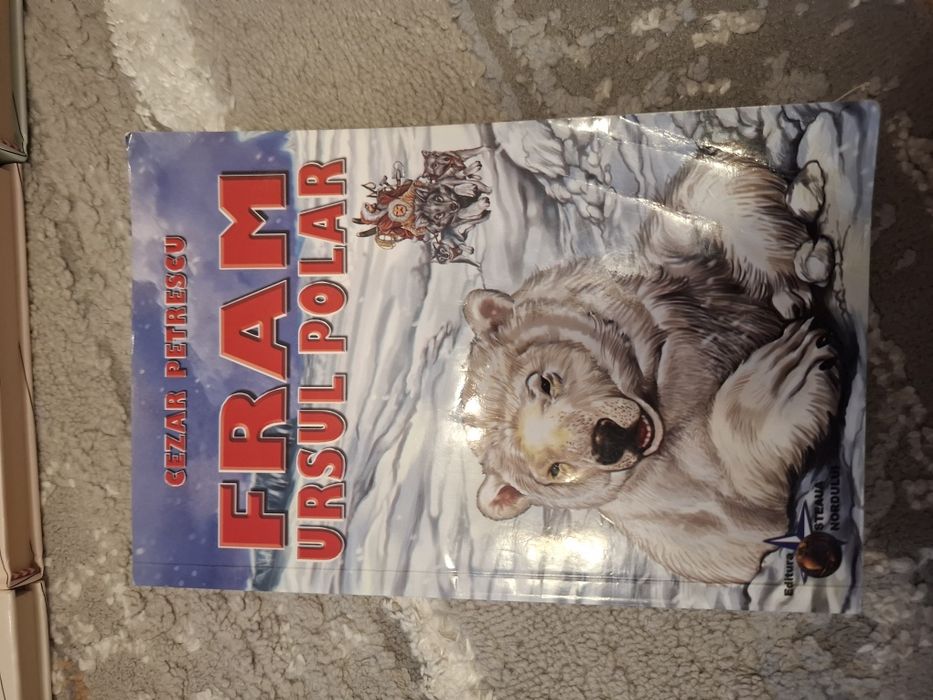 CEZAR PETRESCU
FRAM
URSUL POLAR
Editura
STEAUA
NORDULUI